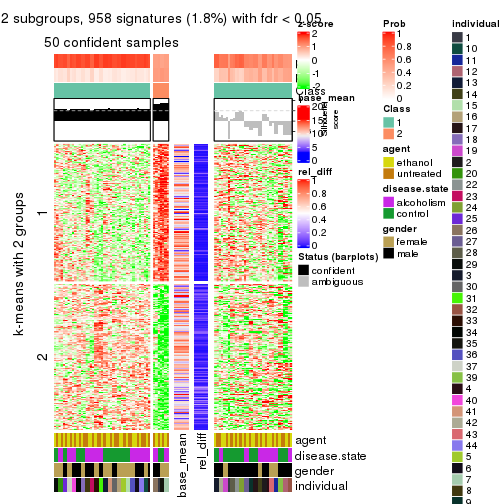 2 subgroups, 958 signatures (1.8%) with fdr < 0.05
50 confident samples
k-means with 2 groups
1
2
Class
base_mean
rel_diff
agent
disease.state
gender
individual
z-score
2
1
0
-1
-2
base_mean
20
15
10
5
0
score
rel_diff
1
0.8
0.6
0.4
0.2
0
Status (barplots)
confident
ambiguous
Prob
1
0.8
0.6
0.4
0.2
0
Class
1
2
agent
ethanol
untreated
disease.state
alcoholism
control
gender
female
male
individual
1
10
11
12
13
14
15
16
17
18
19
2
20
22
23
24
25
26
27
28
29
3
30
31
32
33
34
35
36
37
39
4
40
41
42
43
44
5
6
7
8
9